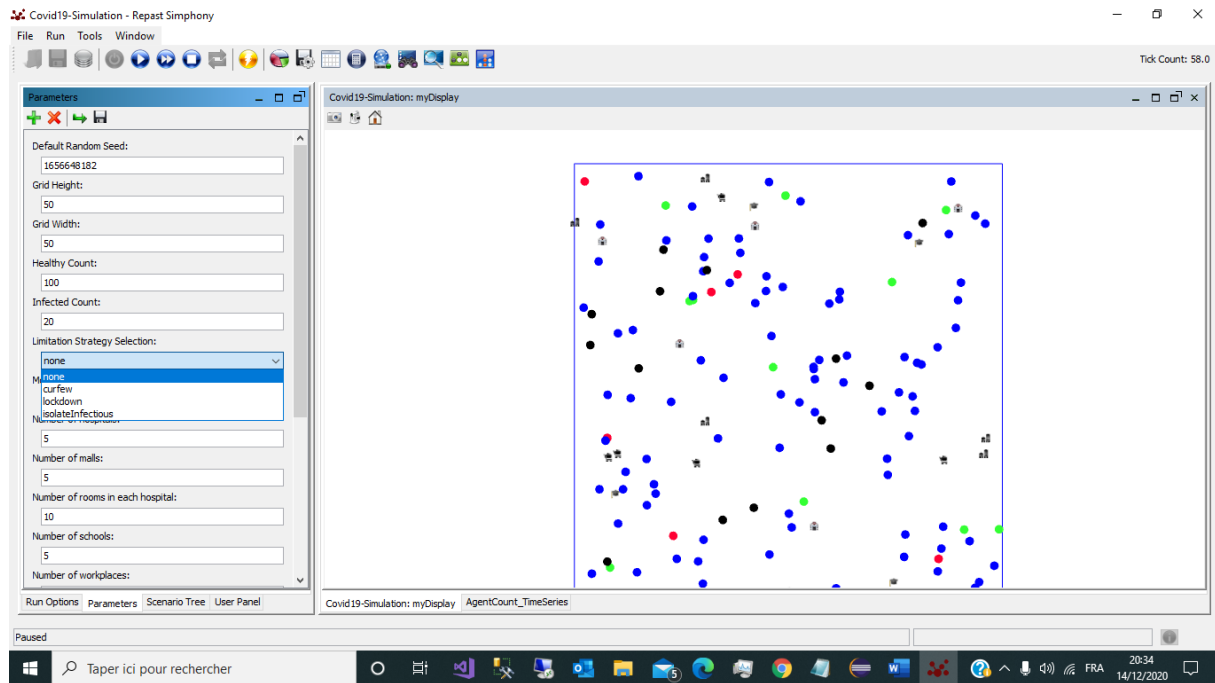 Covid19-Simulation - Repast Simphony
File Run Tools Window
Tick Count: 58.0
Parameters
Default Random Seed:
1656648182
Grid Height:
50
Grid Width:
50
Healthy Count:
100
Infected Count:
20
Limitation Strategy Selection:
none
none
curfew
lockdown
isolateInfectious
Number of hospitals:
5
Number of malls:
5
Number of rooms in each hospital:
10
Number of schools:
5
Number of workplaces:
Run Options Parameters Scenario Tree User Panel
Covid19-Simulation: myDisplay
Covid19-Simulation: myDisplay AgentCount_TimeSeries
Paused
Taper ici pour rechercher
5
FRA
20:34
14/12/2020